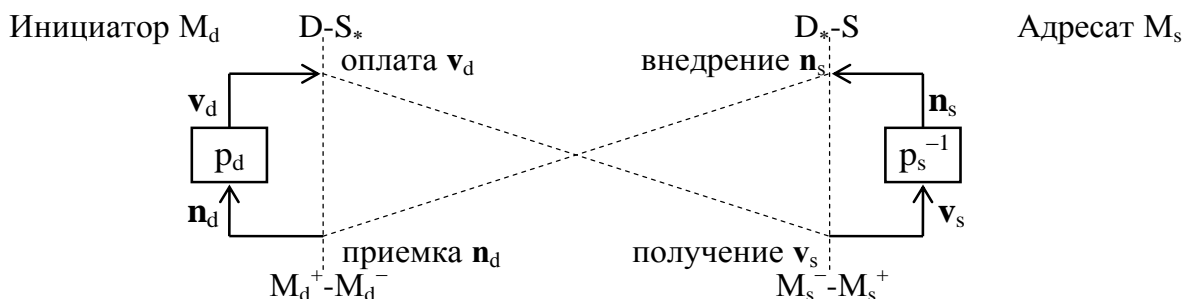 Инициатор M_d D-S_* D_*-S Адресат M_s
оплата v_d внедрение n_s
v_d n_s
p_d p_s^−1
n_d v_s
приемка n_d получение v_s
M_d^+-M_d^− M_s^−-M_s^+